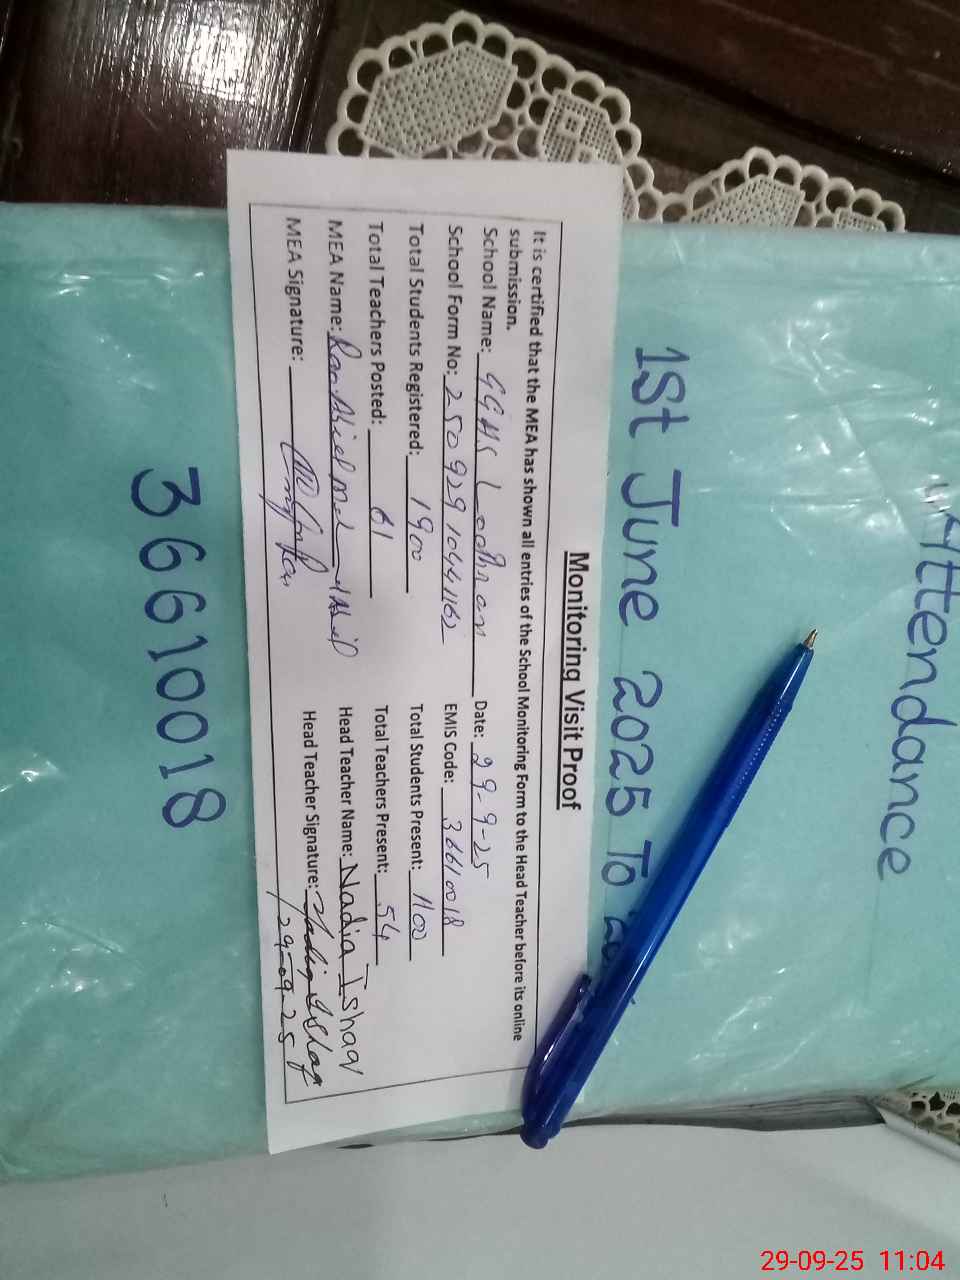 Attendance
1st June 2025 To
Monitoring Visit Proof
It is certified that the MEA has shown all entries of the School Monitoring Form to the Head Teacher before its online
submission.
School Name: GGHS Lodhran Date: 29-9-25
School Form No: EMIS Code: 36610018
Total Students Registered: 1900 Total Students Present: 1100
Total Teachers Posted: 61 Total Teachers Present: 54
MEA Name: Head Teacher Name: Nadia Ishaq
MEA Signature: Head Teacher Signature: Nadia Ishaq
29-09-25
36610018
29-09-25 11:04